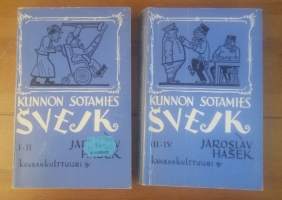 KUNNON SOTAMIES
ŠVEJK
I-II
JAROSLAV
HAŠEK
kansankulttuuri
KUNNON SOTAMIES
ŠVEJK
III-IV
JAROSLAV
HAŠEK
kansankulttuuri